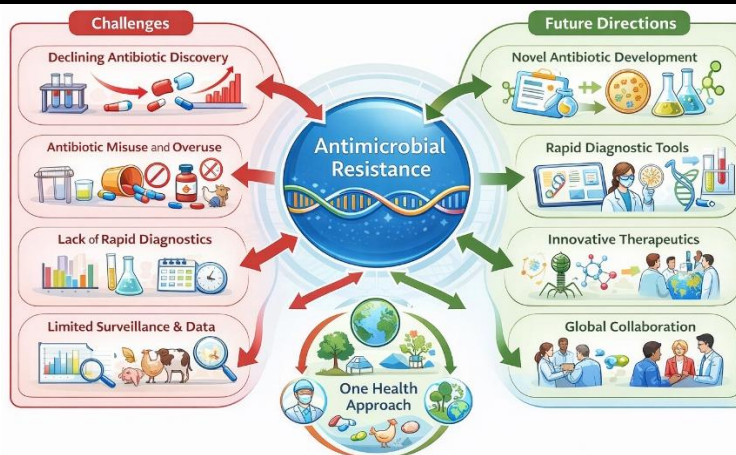 Challenges
Declining Antibiotic Discovery
Antibiotic Misuse and Overuse
Lack of Rapid Diagnostics
Limited Surveillance & Data
Antimicrobial
Resistance
One Health
Approach
Future Directions
Novel Antibiotic Development
Rapid Diagnostic Tools
Innovative Therapeutics
Global Collaboration